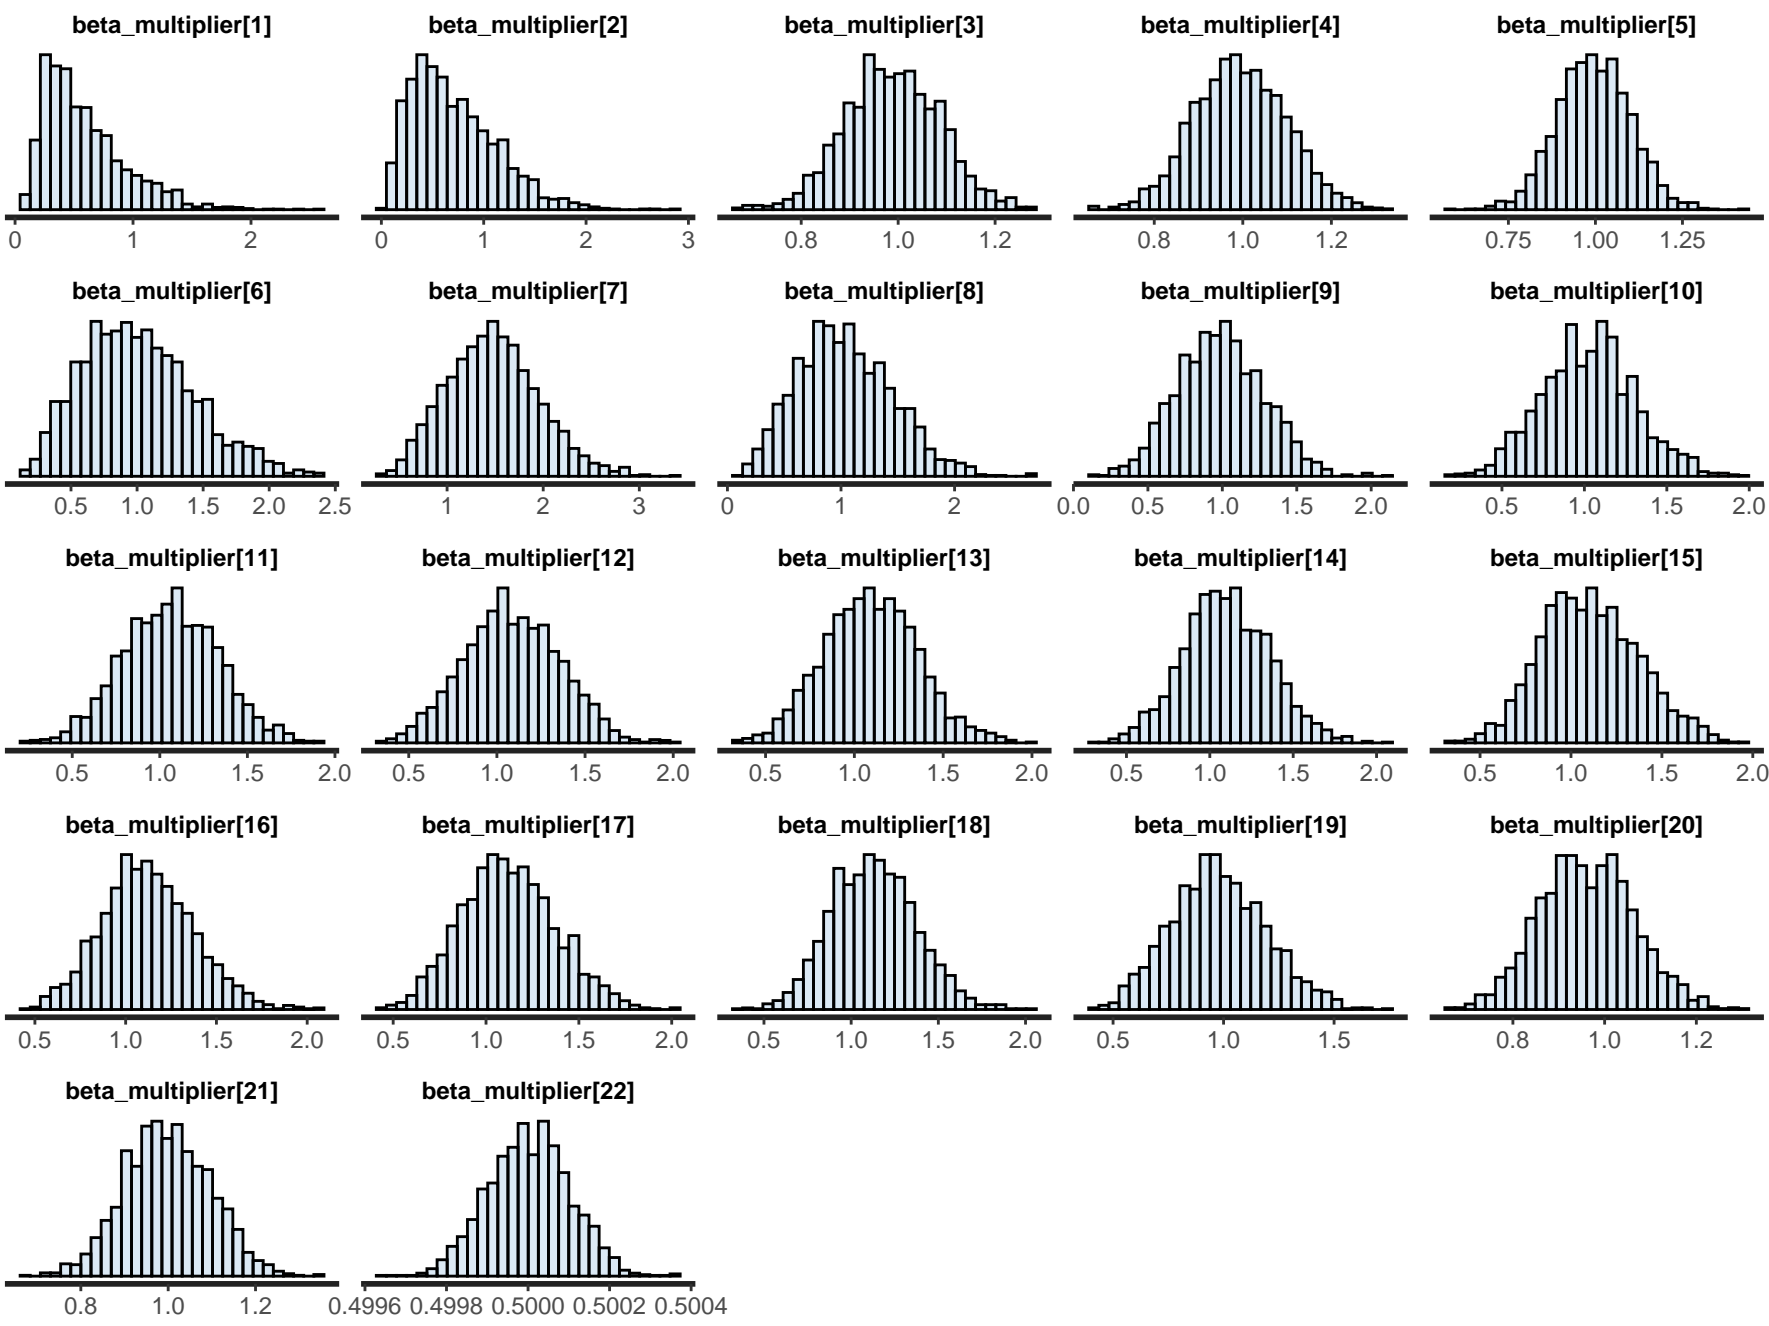 beta_multiplier[1] beta_multiplier[2] beta_multiplier[3] beta_multiplier[4] beta_multiplier[5]
0 1 2 0 1 2 3 0.8 1.0 1.2 0.8 1.0 1.2 0.75 1.00 1.25
beta_multiplier[6] beta_multiplier[7] beta_multiplier[8] beta_multiplier[9] beta_multiplier[10]
0.5 1.0 1.5 2.0 2.5 1 2 3 0 1 2 0.0 0.5 1.0 1.5 2.0 0.5 1.0 1.5 2.0
beta_multiplier[11] beta_multiplier[12] beta_multiplier[13] beta_multiplier[14] beta_multiplier[15]
0.5 1.0 1.5 2.0 0.5 1.0 1.5 2.0 0.5 1.0 1.5 2.0 0.5 1.0 1.5 2.0 0.5 1.0 1.5 2.0
beta_multiplier[16] beta_multiplier[17] beta_multiplier[18] beta_multiplier[19] beta_multiplier[20]
0.5 1.0 1.5 2.0 0.5 1.0 1.5 2.0 0.5 1.0 1.5 2.0 0.5 1.0 1.5 0.8 1.0 1.2
beta_multiplier[21] beta_multiplier[22]
0.8 1.0 1.2 0.4996 0.4998 0.5000 0.5002 0.5004